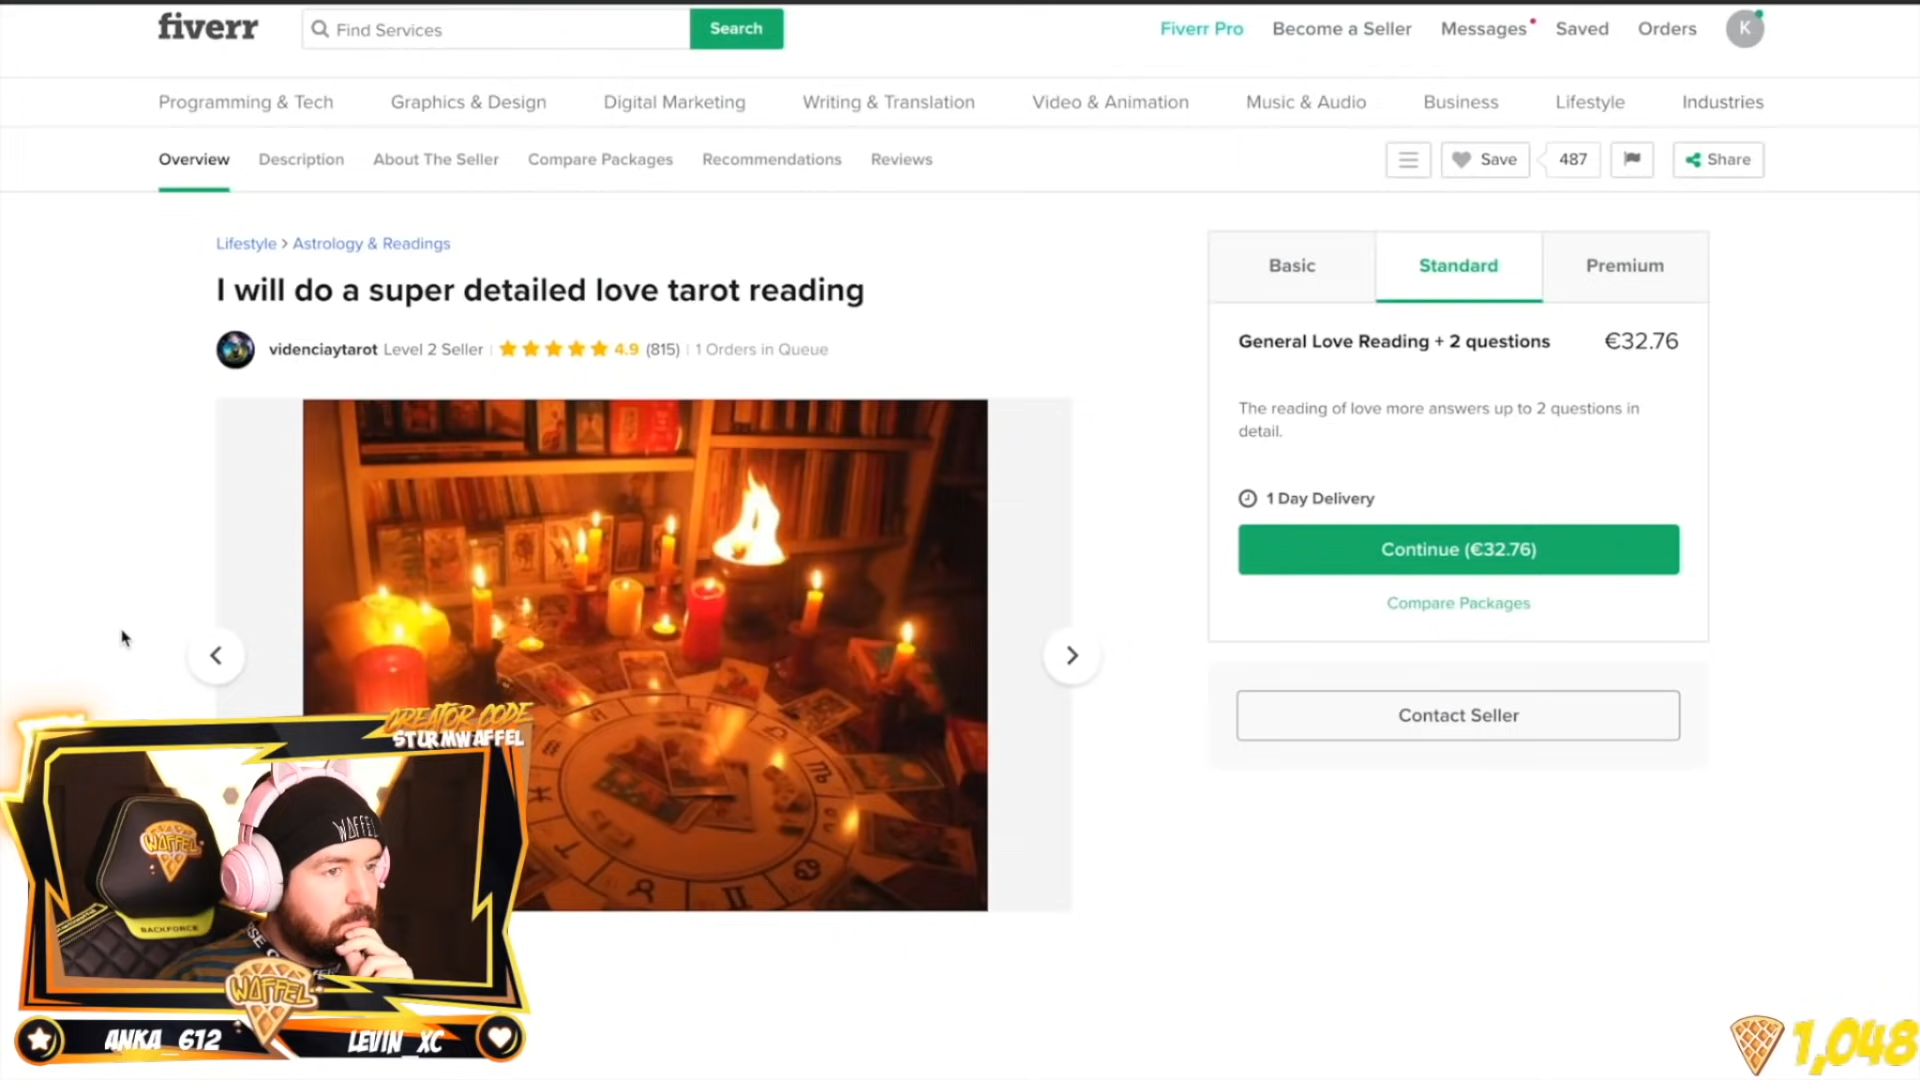 fiverr
Find Services
Search
Fiverr Pro
Become a Seller
Messages
Saved
Orders
K
Programming & Tech
Graphics & Design
Digital Marketing
Writing & Translation
Video & Animation
Music & Audio
Business
Lifestyle
Industries
Overview
Description
About The Seller
Compare Packages
Recommendations
Reviews
Save
487
Share
Lifestyle > Astrology & Readings
I will do a super detailed love tarot reading
videnciaytarot Level 2 Seller 4.9 (815) 1 Orders in Queue
Basic
Standard
Premium
General Love Reading + 2 questions
€32.76
The reading of love more answers up to 2 questions in
detail.
1 Day Delivery
Continue (€32.76)
Compare Packages
Contact Seller
CREATOR CODE
STURMWAFFEL
WAFFEL
WAFFEL
BACKFORCE
WAFFEL
ANKA_612
LEVIN_XC
1,048